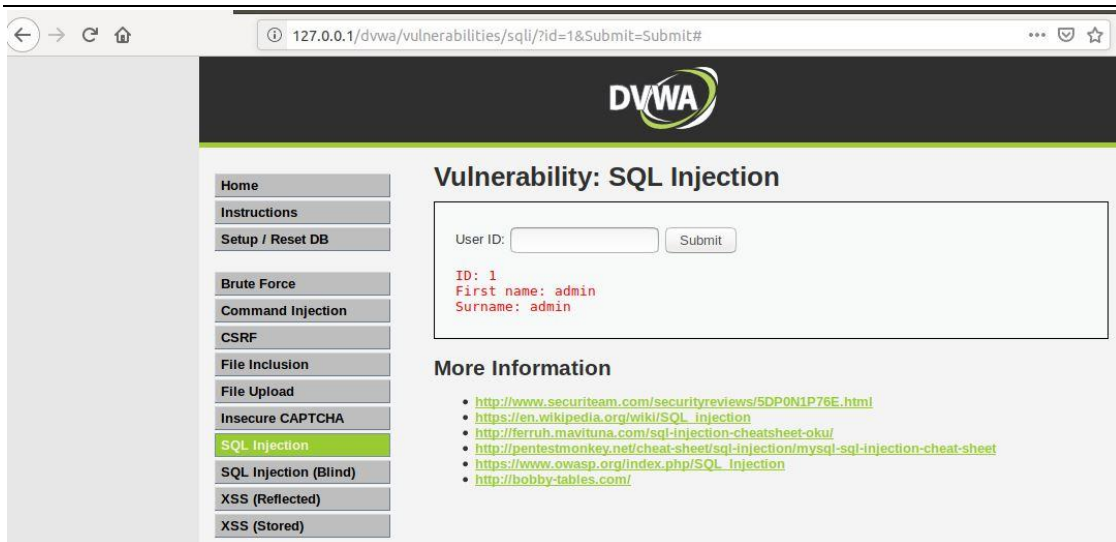 127.0.0.1/dvwa/vulnerabilities/sqli/?id=1&Submit=Submit#
DVWA
Home
Instructions
Setup / Reset DB
Brute Force
Command Injection
CSRF
File Inclusion
File Upload
Insecure CAPTCHA
SQL Injection
SQL Injection (Blind)
XSS (Reflected)
XSS (Stored)
Vulnerability: SQL Injection
User ID: Submit
ID: 1
First name: admin
Surname: admin
More Information
• http://www.securiteam.com/securityreviews/5DP0N1P76E.html
• https://en.wikipedia.org/wiki/SQL_injection
• http://ferruh.mavituna.com/sql-injection-cheatsheet-oku/
• http://pentestmonkey.net/cheat-sheet/sql-injection/mysql-sql-injection-cheat-sheet
• https://www.owasp.org/index.php/SQL_Injection
• http://bobby-tables.com/